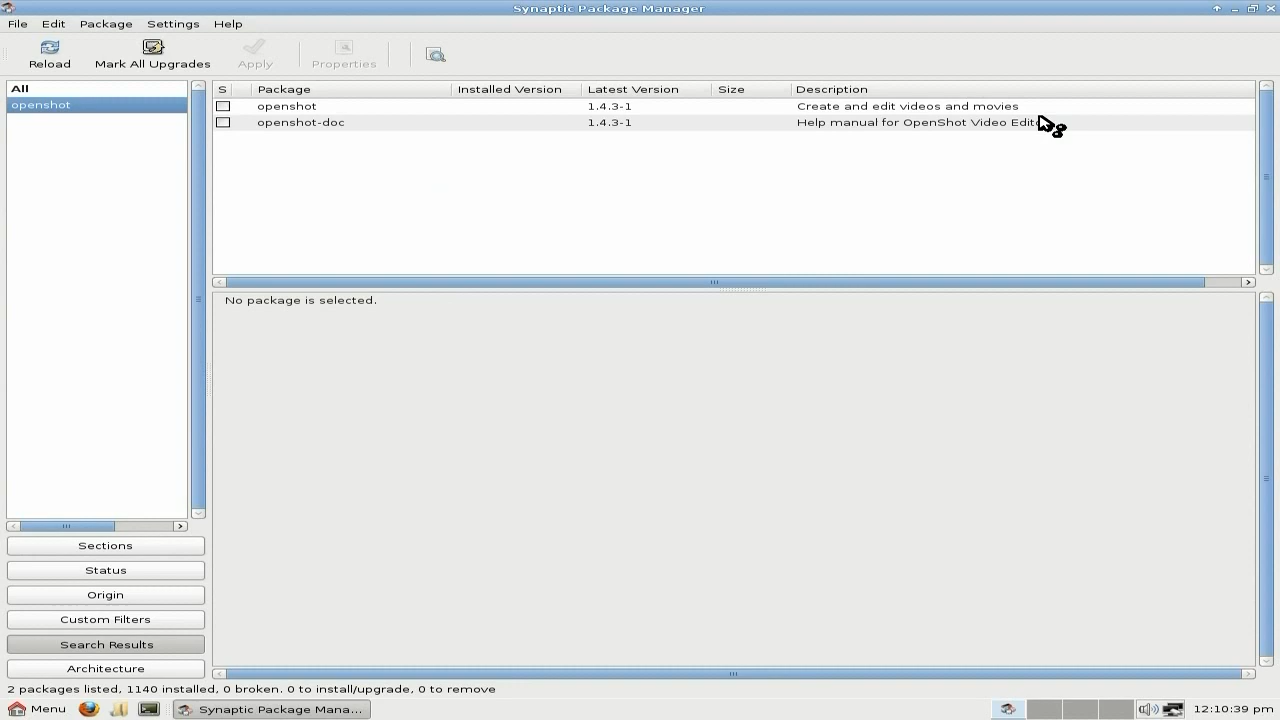 Synaptic Package Manager
File Edit Package Settings Help
Reload Mark All Upgrades Apply Properties
All
openshot
S Package Installed Version Latest Version Size Description
openshot 1.4.3-1 Create and edit videos and movies
openshot-doc 1.4.3-1 Help manual for OpenShot Video
No package is selected.
Sections
Status
Origin
Custom Filters
Search Results
Architecture
2 packages listed, 1140 installed, 0 broken. 0 to install/upgrade, 0 to remove
Menu Synaptic Package Mana... 12:10:39 pm